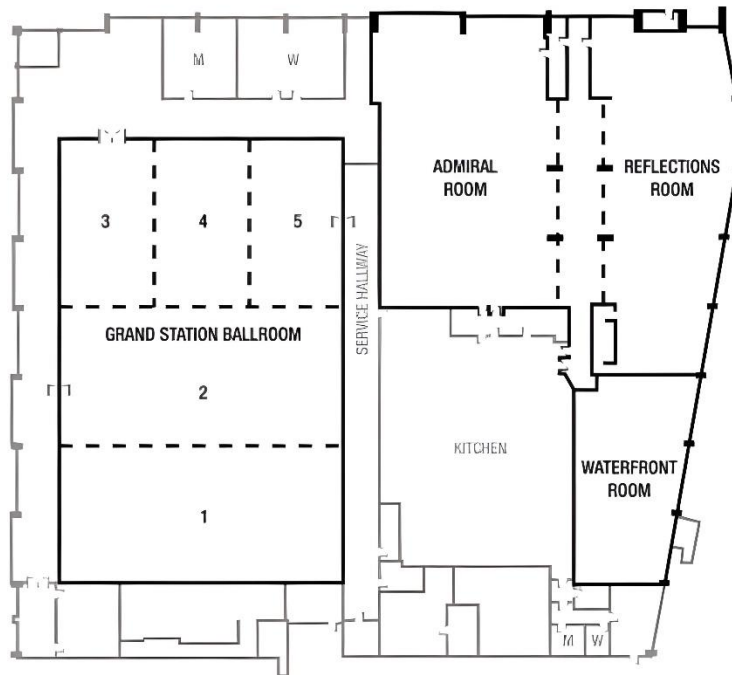 M
W
ADMIRAL
ROOM
REFLECTIONS
ROOM
3
4
5
SERVICE HALLWAY
GRAND STATION BALLROOM
2
KITCHEN
WATERFRONT
ROOM
1
M
W